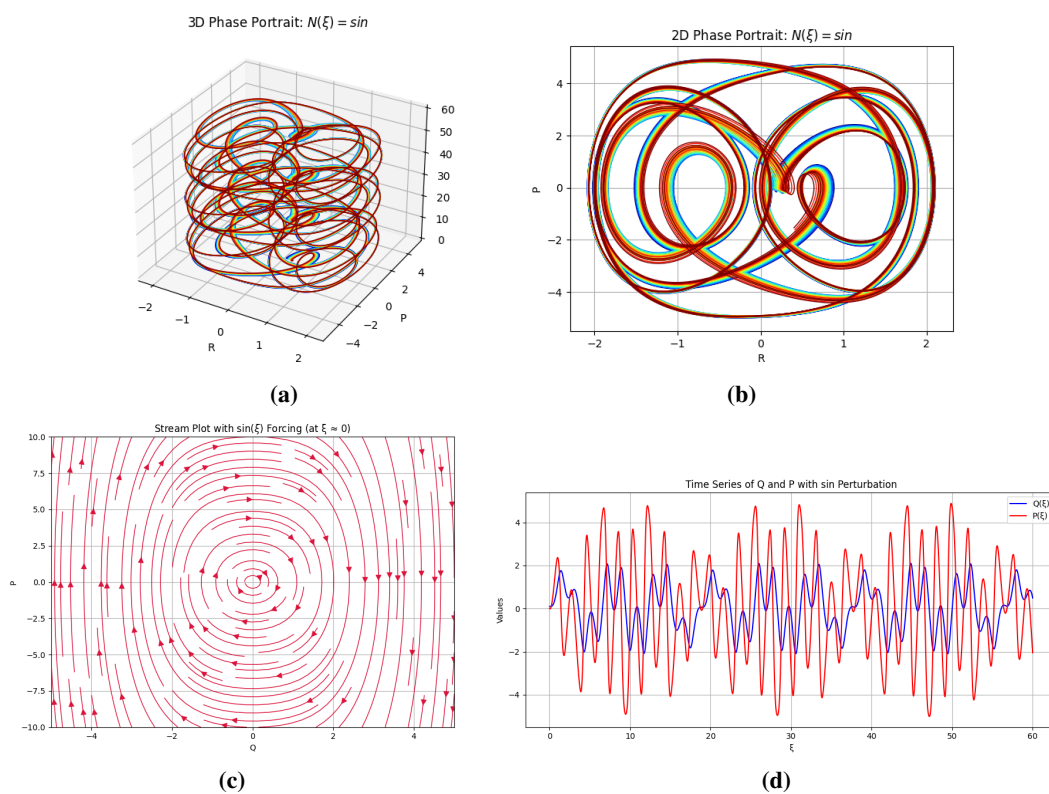 3D Phase Portrait: N(ξ) = sin
60
50
40
30
20
10
0
−2
−1
0
1
2
R
−4
−2
0
2
4
P
(a)
2D Phase Portrait: N(ξ) = sin
4
2
0
−2
−4
P
−2
−1
0
1
2
R
(b)
Stream Plot with sin(ξ) Forcing (at ξ ≈ 0)
10.0
7.5
5.0
2.5
0.0
−2.5
−5.0
−7.5
−10.0
P
−4
−2
0
2
4
Q
(c)
Time Series of Q and P with sin Perturbation
Q(ξ)
P(ξ)
4
2
0
−2
−4
Values
0
10
20
30
40
50
60
ξ
(d)